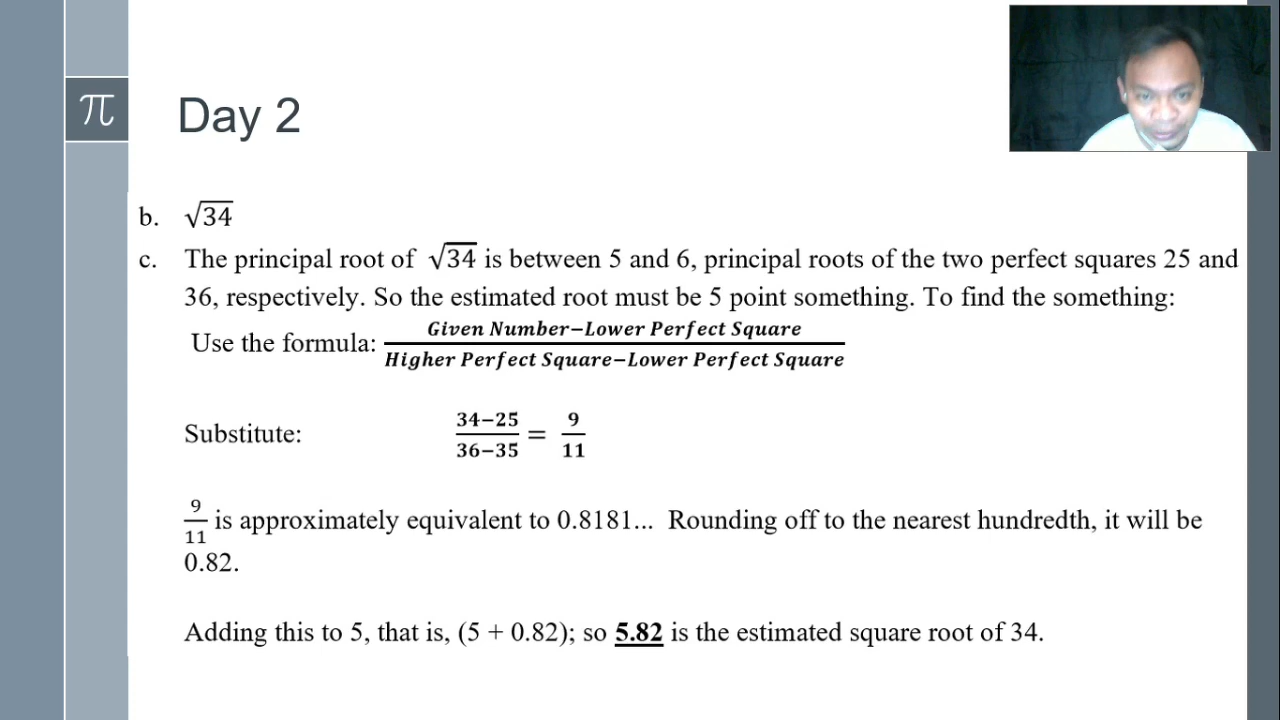 π
Day 2
b. √34
c. The principal root of √34 is between 5 and 6, principal roots of the two perfect squares 25 and
36, respectively. So the estimated root must be 5 point something. To find the something:
Use the formula: Given Number−Lower Perfect Square / Higher Perfect Square−Lower Perfect Square
Substitute: 34−25 / 36−35 = 9 / 11
9/11 is approximately equivalent to 0.8181... Rounding off to the nearest hundredth, it will be
0.82.
Adding this to 5, that is, (5 + 0.82); so 5.82 is the estimated square root of 34.